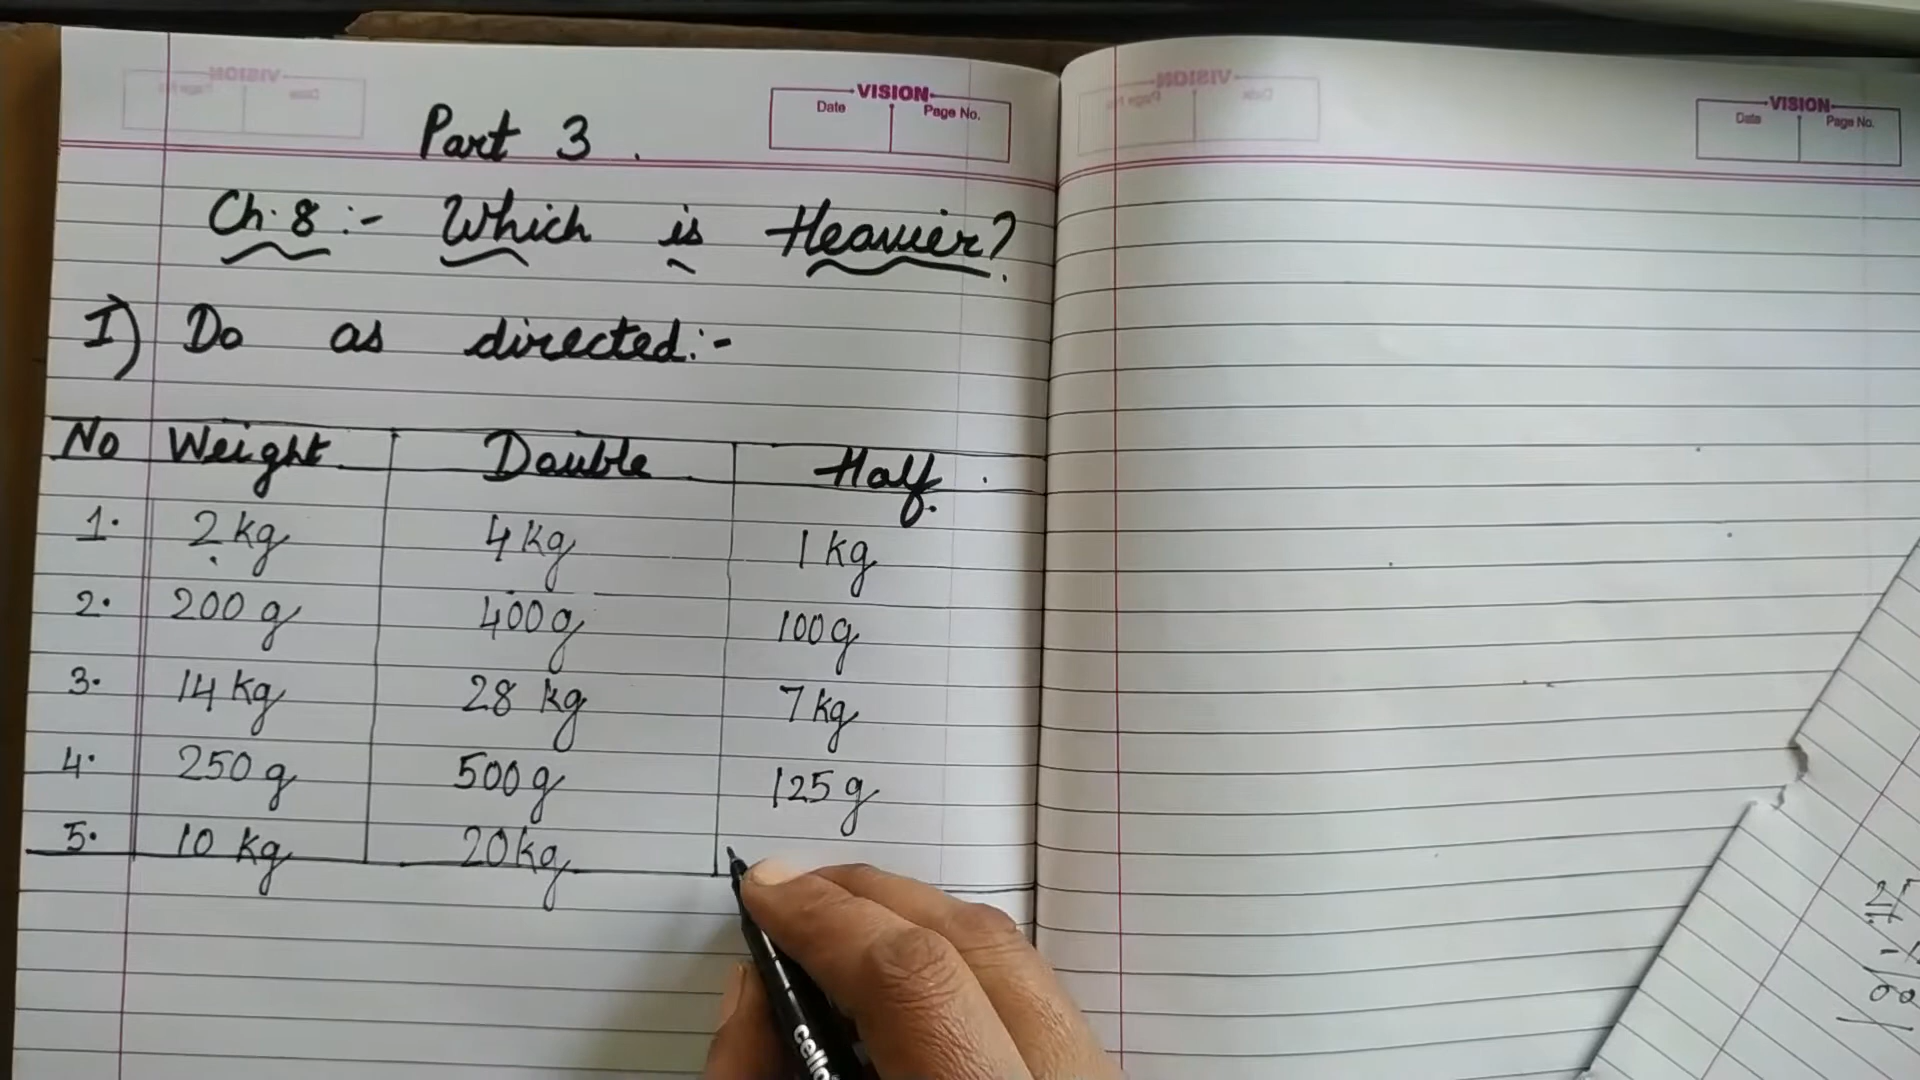 VISION
Date Page No.
Part 3 .
Ch. 8 :- Which is Heavier?
I) Do as directed:-
No Weight Double Half.
1. 2 kg 4 kg 1 kg
2. 200 g 400 g 100 g
3. 14 kg 28 kg 7 kg
4. 250 g 500 g 125 g
5. 10 kg 20 kg
cello
VISION
Date Page No.